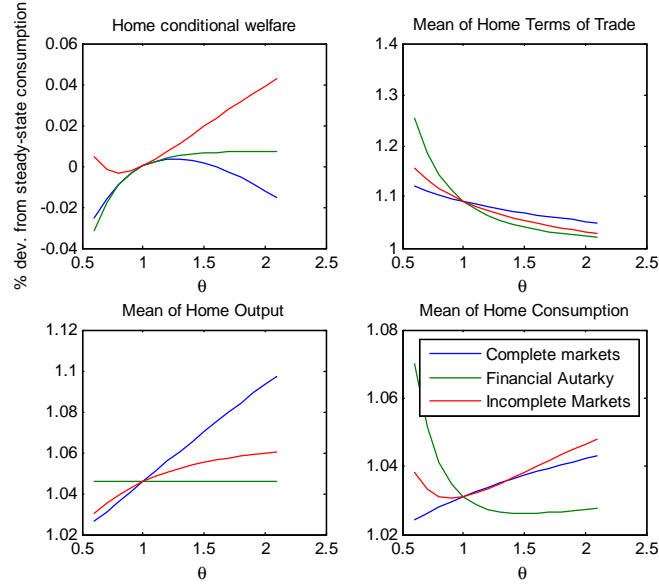 Home conditional welfare
Mean of Home Terms of Trade
% dev. from steady-state consumption
0.06
0.04
0.02
0
-0.02
-0.04
0.5 1 1.5 2 2.5
θ
1.4
1.3
1.2
1.1
1
0.5 1 1.5 2 2.5
θ
Mean of Home Output
Mean of Home Consumption
1.12
1.1
1.08
1.06
1.04
1.02
0.5 1 1.5 2 2.5
θ
1.08
1.06
1.04
1.02
0.5 1 1.5 2 2.5
θ
Complete markets
Financial Autarky
Incomplete Markets